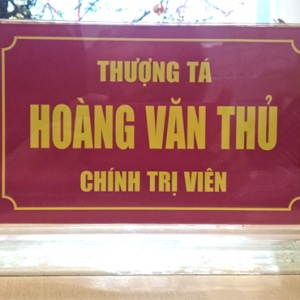 THƯỢNG TÁ
HOÀNG VĂN THỦ
CHÍNH TRỊ VIÊN